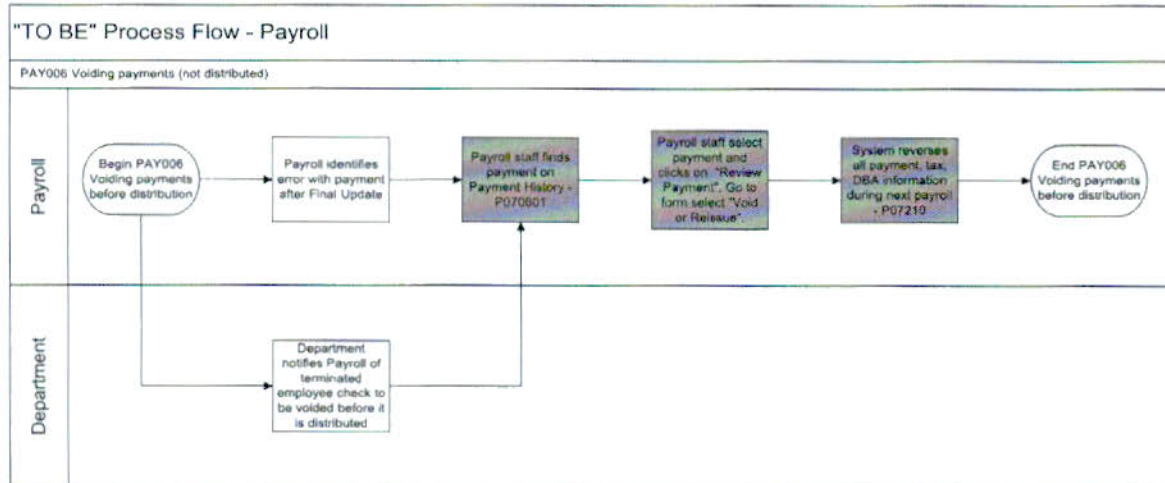 "TO BE" Process Flow - Payroll
PAY006 Voiding payments (not distributed)
Payroll
Begin PAY006
Voiding payments
before distribution
Payroll identifies
error with payment
after Final Update
Payroll staff finds
payment on
Payment History -
P070601
Payroll staff select
payment and
clicks on "Review
Payment". Go to
form select "Void
or Reissue".
System reverses
all payment, tax,
DBA information
during next payroll
- P07210
End PAY006
Voiding payments
before distribution
Department
Department
notifies Payroll of
terminated
employee check to
be voided before it
is distributed